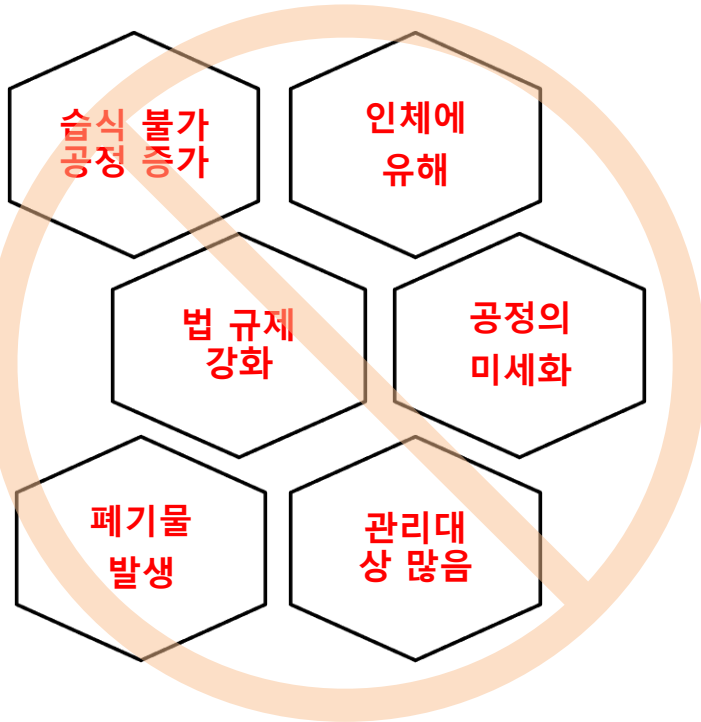 습식 불가
공정 증가
인체에
유해
법 규제
강화
공정의
미세화
폐기물
발생
관리대
상 많음